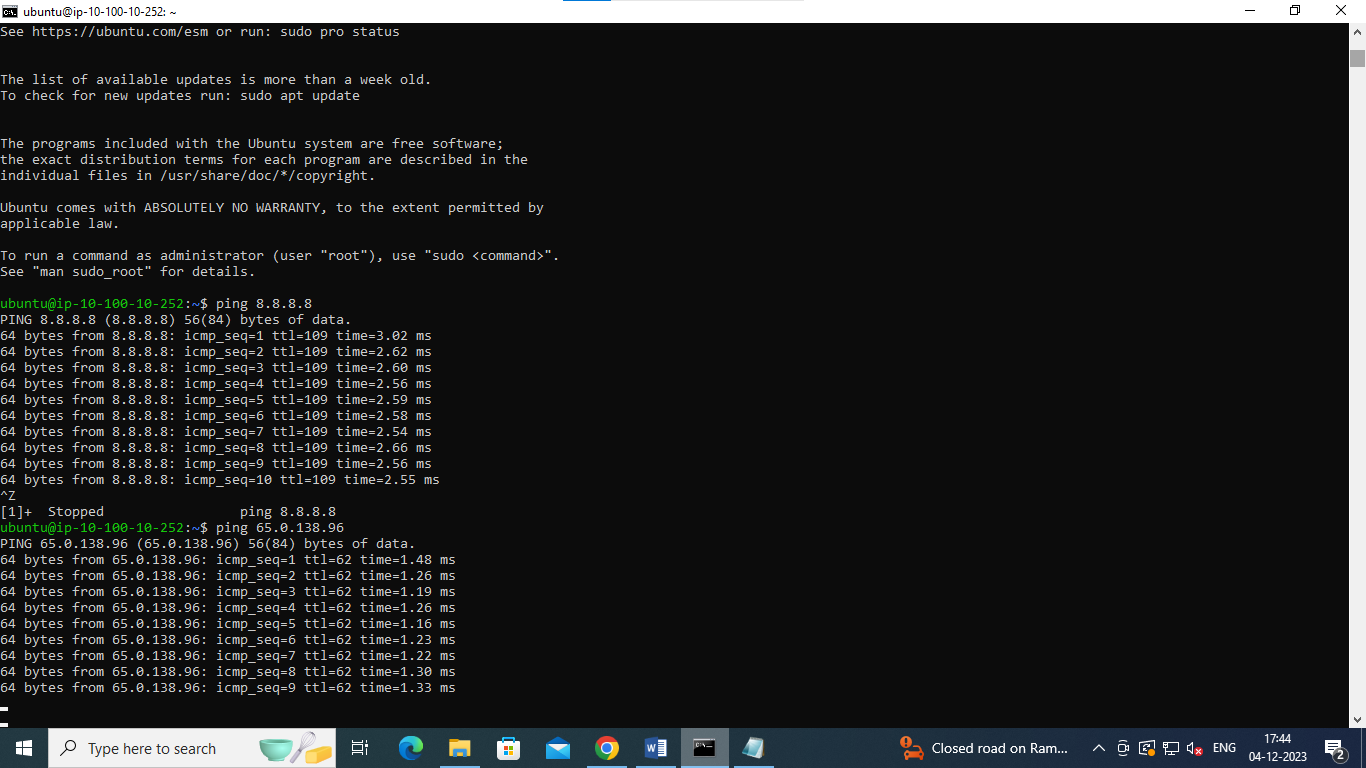 ubuntu@ip-10-100-10-252: ~
See https://ubuntu.com/esm or run: sudo pro status
The list of available updates is more than a week old.
To check for new updates run: sudo apt update
The programs included with the Ubuntu system are free software;
the exact distribution terms for each program are described in the
individual files in /usr/share/doc/*/copyright.
Ubuntu comes with ABSOLUTELY NO WARRANTY, to the extent permitted by
applicable law.
To run a command as administrator (user "root"), use "sudo <command>".
See "man sudo_root" for details.
ubuntu@ip-10-100-10-252:~$ ping 8.8.8.8
PING 8.8.8.8 (8.8.8.8) 56(84) bytes of data.
64 bytes from 8.8.8.8: icmp_seq=1 ttl=109 time=3.02 ms
64 bytes from 8.8.8.8: icmp_seq=2 ttl=109 time=2.62 ms
64 bytes from 8.8.8.8: icmp_seq=3 ttl=109 time=2.60 ms
64 bytes from 8.8.8.8: icmp_seq=4 ttl=109 time=2.56 ms
64 bytes from 8.8.8.8: icmp_seq=5 ttl=109 time=2.59 ms
64 bytes from 8.8.8.8: icmp_seq=6 ttl=109 time=2.58 ms
64 bytes from 8.8.8.8: icmp_seq=7 ttl=109 time=2.54 ms
64 bytes from 8.8.8.8: icmp_seq=8 ttl=109 time=2.66 ms
64 bytes from 8.8.8.8: icmp_seq=9 ttl=109 time=2.56 ms
64 bytes from 8.8.8.8: icmp_seq=10 ttl=109 time=2.55 ms
^Z
[1]+  Stopped                 ping 8.8.8.8
ubuntu@ip-10-100-10-252:~$ ping 65.0.138.96
PING 65.0.138.96 (65.0.138.96) 56(84) bytes of data.
64 bytes from 65.0.138.96: icmp_seq=1 ttl=62 time=1.48 ms
64 bytes from 65.0.138.96: icmp_seq=2 ttl=62 time=1.26 ms
64 bytes from 65.0.138.96: icmp_seq=3 ttl=62 time=1.19 ms
64 bytes from 65.0.138.96: icmp_seq=4 ttl=62 time=1.26 ms
64 bytes from 65.0.138.96: icmp_seq=5 ttl=62 time=1.16 ms
64 bytes from 65.0.138.96: icmp_seq=6 ttl=62 time=1.23 ms
64 bytes from 65.0.138.96: icmp_seq=7 ttl=62 time=1.22 ms
64 bytes from 65.0.138.96: icmp_seq=8 ttl=62 time=1.30 ms
64 bytes from 65.0.138.96: icmp_seq=9 ttl=62 time=1.33 ms
Type here to search
Closed road on Ram...
ENG
17:44
04-12-2023
2